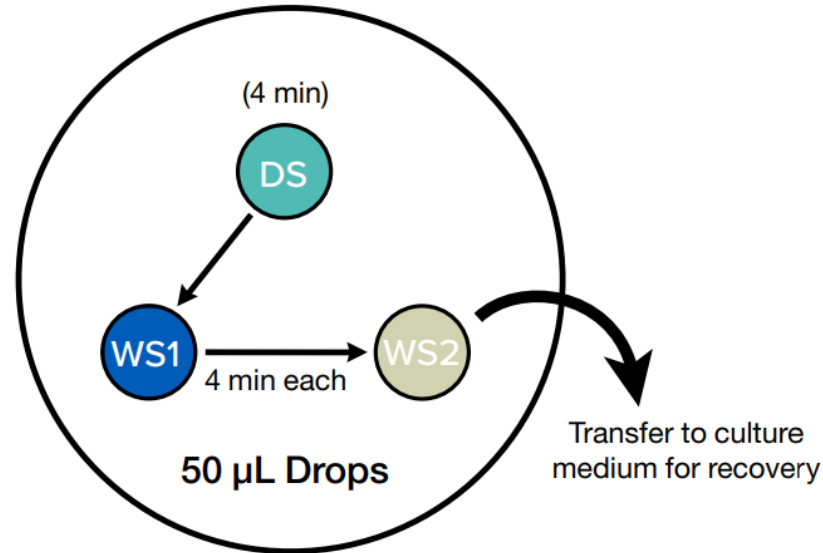 (4 min)
DS
WS1
WS2
4 min each
50 µL Drops
Transfer to culture
medium for recovery